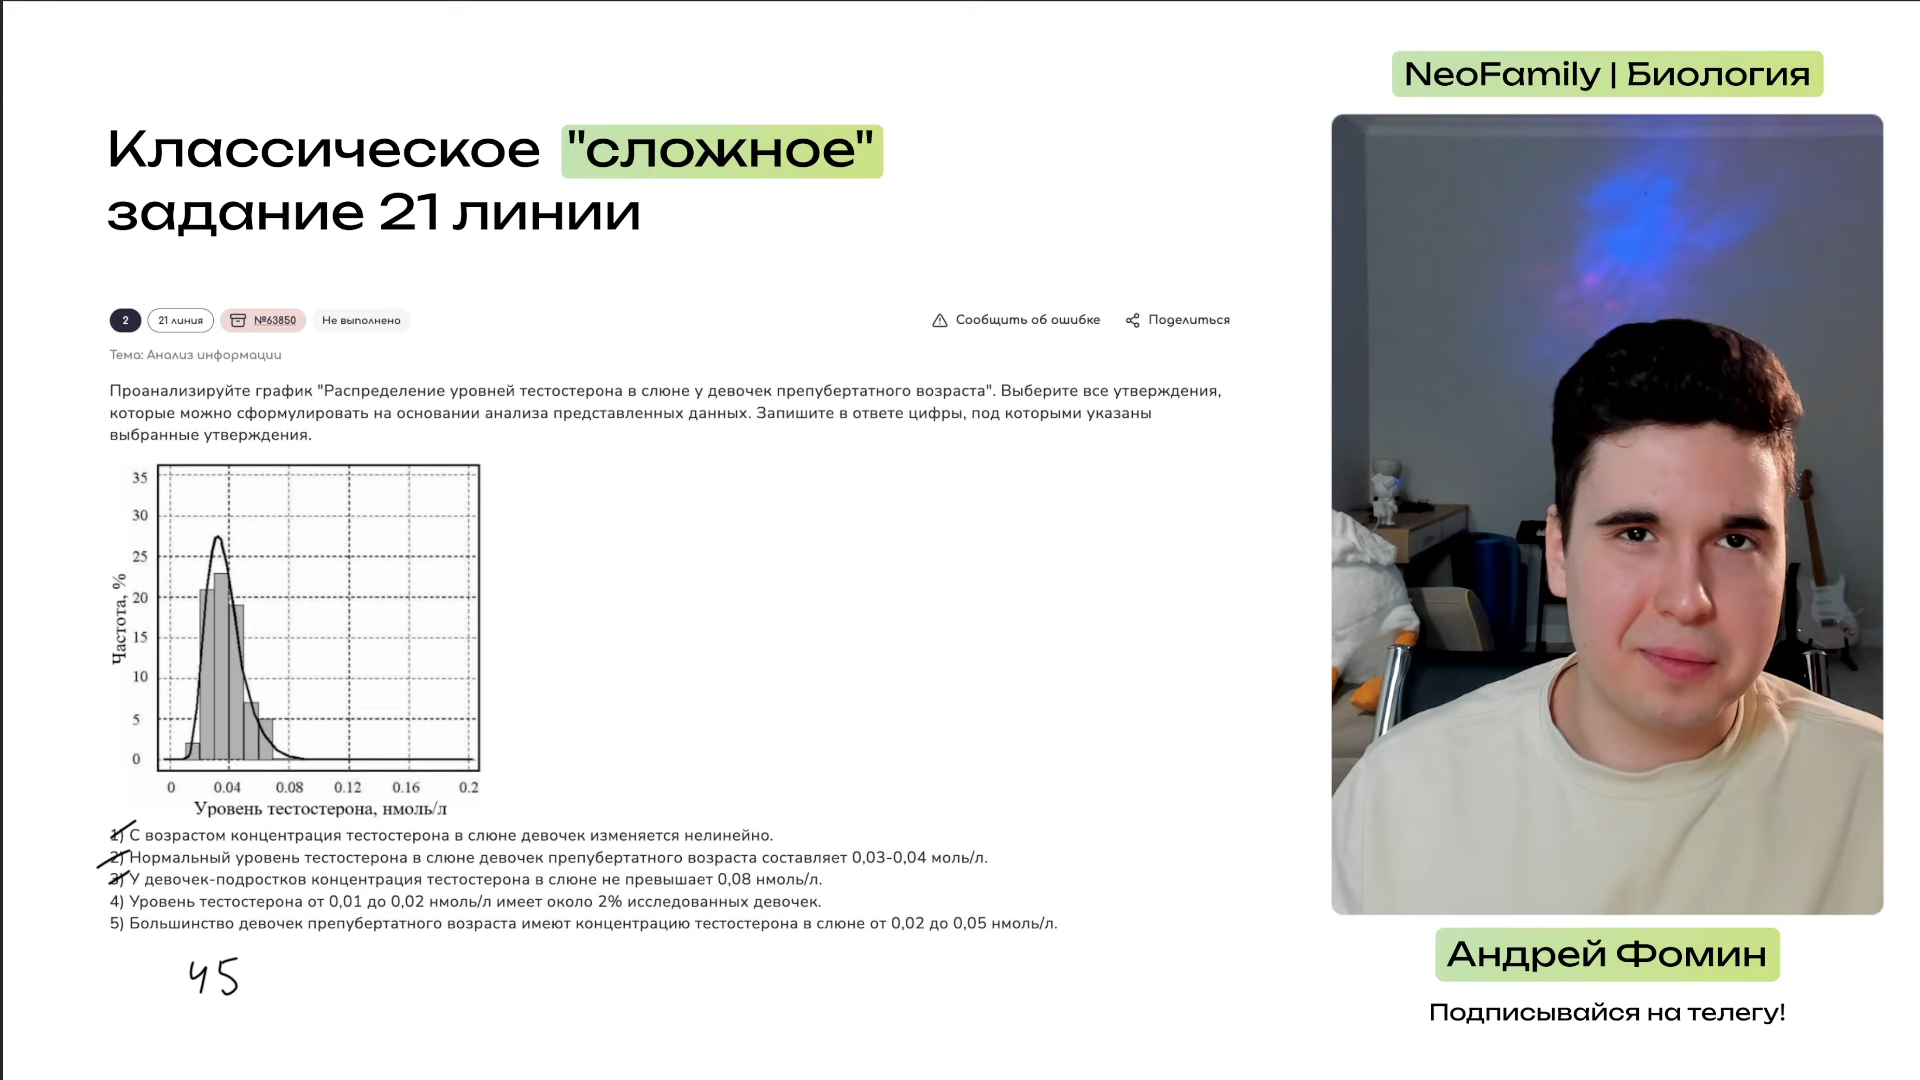 NeoFamily | Биология
Классическое "сложное"
задание 21 линии
2 21 линия №63850 Не выполнено
Сообщить об ошибке Поделиться
Тема: Анализ информации
Проанализируйте график "Распределение уровней тестостерона в слюне у девочек препубертатного возраста". Выберите все утверждения,
которые можно сформулировать на основании анализа представленных данных. Запишите в ответе цифры, под которыми указаны
выбранные утверждения.
Частота, %
35
30
25
20
15
10
5
0
0 0.04 0.08 0.12 0.16 0.2
Уровень тестостерона, нмоль/л
1) С возрастом концентрация тестостерона в слюне девочек изменяется нелинейно.
2) Нормальный уровень тестостерона в слюне девочек препубертатного возраста составляет 0,03-0,04 моль/л.
3) У девочек-подростков концентрация тестостерона в слюне не превышает 0,08 нмоль/л.
4) Уровень тестостерона от 0,01 до 0,02 нмоль/л имеет около 2% исследованных девочек.
5) Большинство девочек препубертатного возраста имеют концентрацию тестостерона в слюне от 0,02 до 0,05 нмоль/л.
45
Андрей Фомин
Подписывайся на телегу!